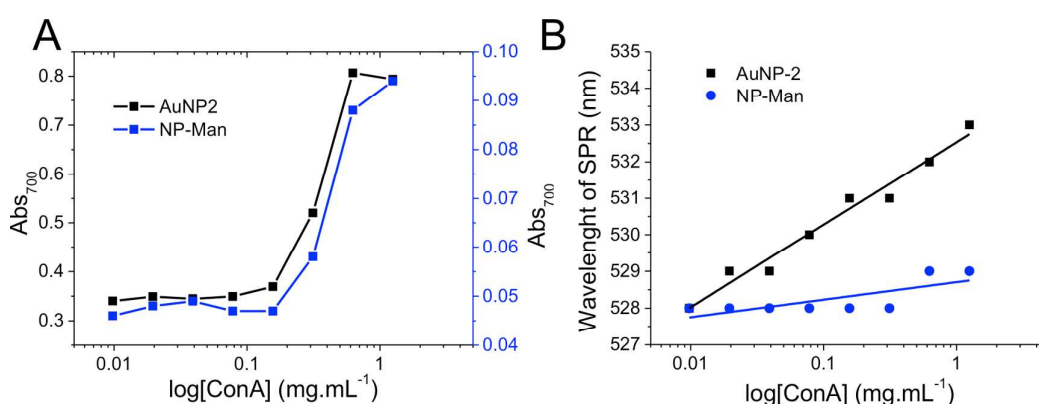 A
0.8
0.7
0.6
0.5
0.4
0.3
Abs700
AuNP2
NP-Man
0.10
0.09
0.08
0.07
0.06
0.05
0.04
Abs700
0.01
0.1
1
log[ConA] (mg.mL-1)
B
535
534
533
532
531
530
529
528
527
Wavelenght of SPR (nm)
AuNP-2
NP-Man
0.01
0.1
1
log[ConA] (mg.mL-1)